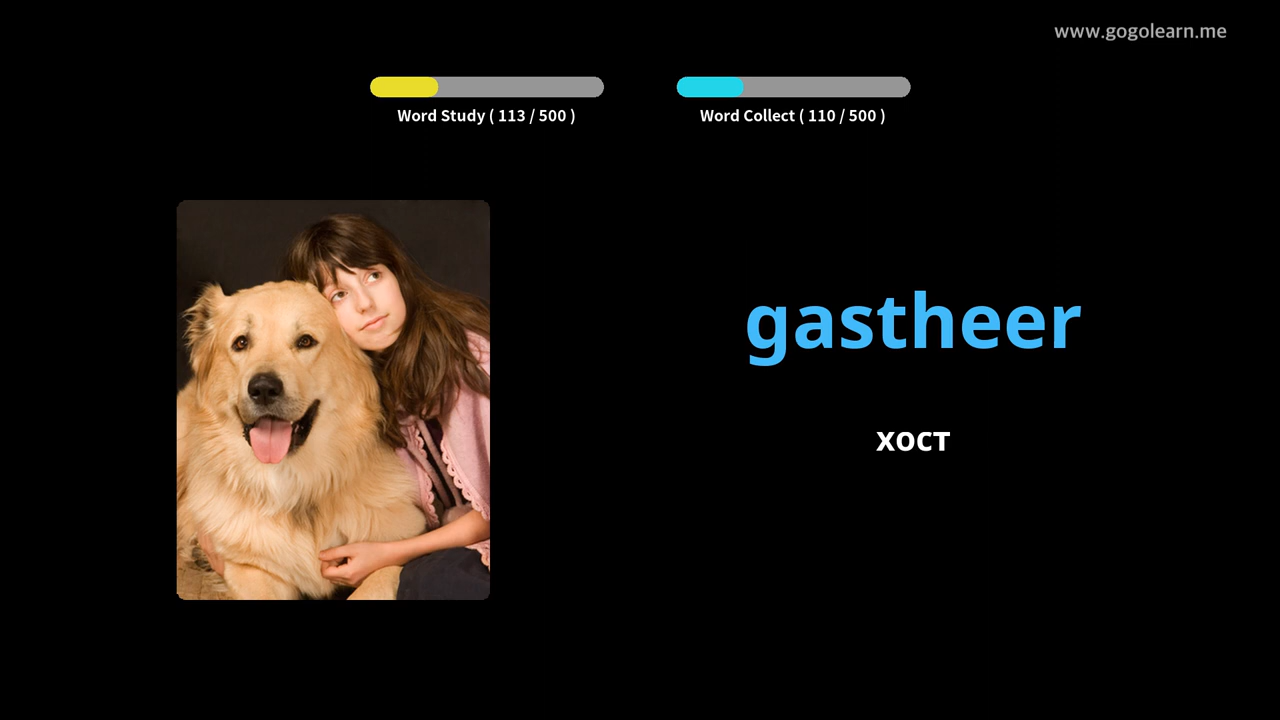 www.gogolearn.me
Word Study ( 113 / 500 )
Word Collect ( 110 / 500 )
gastheer
хост